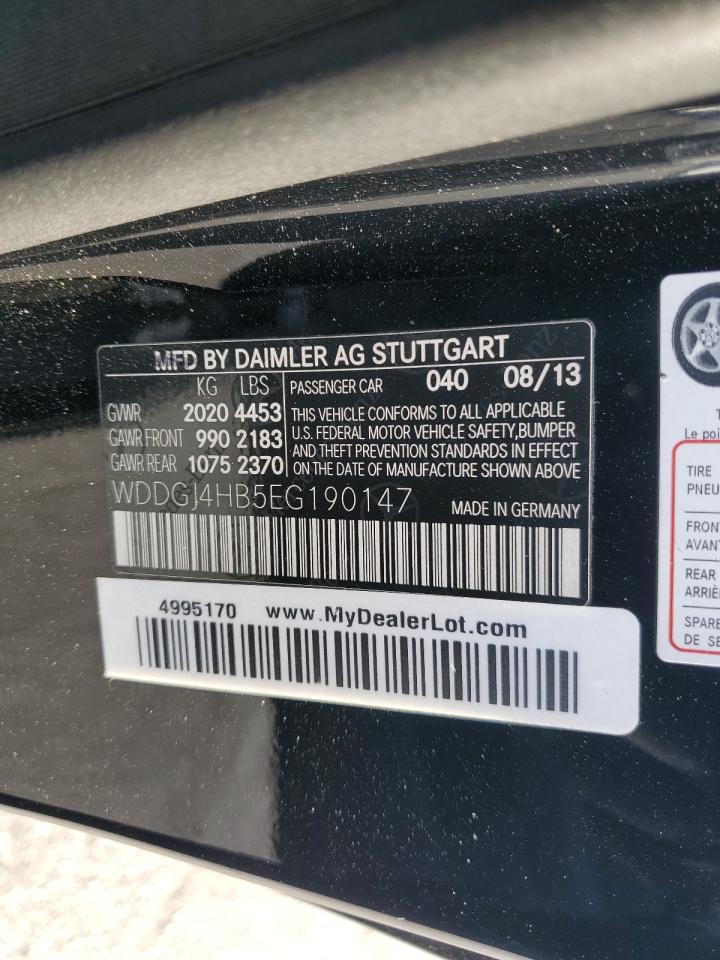 MFD BY DAIMLER AG STUTTGART
KG LBS
GVWR 2020 4453
GAWR FRONT 990 2183
GAWR REAR 1075 2370
PASSENGER CAR 040 08/13
THIS VEHICLE CONFORMS TO ALL APPLICABLE
U.S. FEDERAL MOTOR VEHICLE SAFETY,BUMPER
AND THEFT PREVENTION STANDARDS IN EFFECT
ON THE DATE OF MANUFACTURE SHOWN ABOVE
WDDGJ4HB5EG190147
MADE IN GERMANY
4995170 www.MyDealerLot.com
Le poi
TIRE
PNEU
FRONT
AVANT
REAR
ARRIÈ
SPARE
DE SE